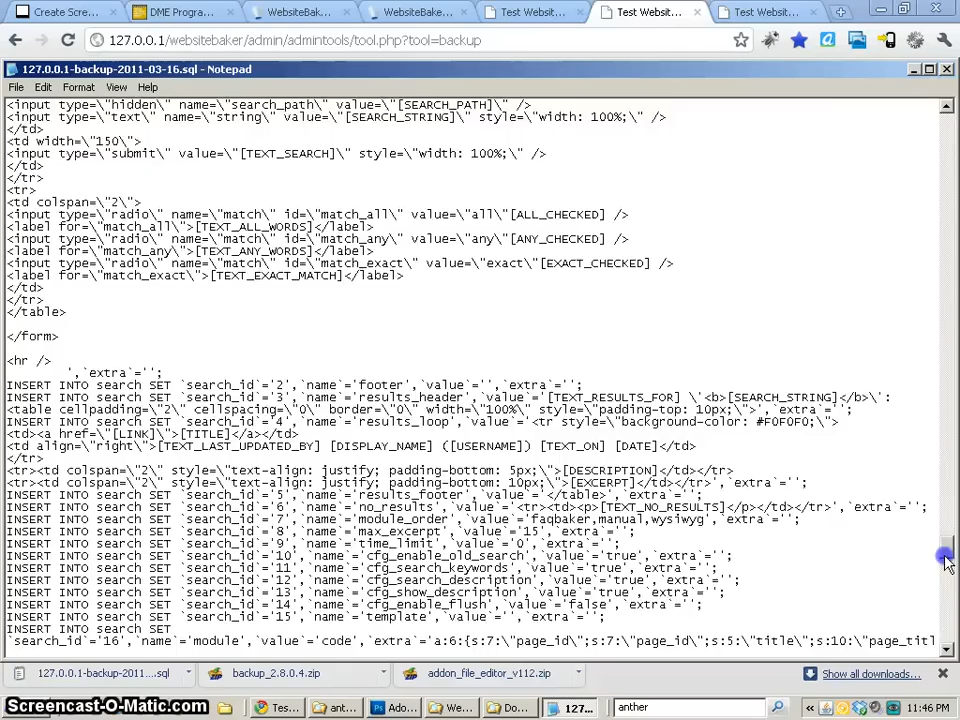 Create Scre...
DME Progra...
WebsiteBak...
WebsiteBake...
Test Websit...
Test Websit...
Test Websit...
127.0.0.1/websitebaker/admin/admintools/tool.php?tool=backup
127.0.0.1-backup-2011-03-16.sql - Notepad
File Edit Format View Help
<input type=\"hidden\" name=\"search_path\" value=\"[SEARCH_PATH]\" />
<input type=\"text\" name=\"string\" value=\"[SEARCH_STRING]\" style=\"width: 100%;\" />
</td>
<td width=\"150\">
<input type=\"submit\" value=\"[TEXT_SEARCH]\" style=\"width: 100%;\" />
</td>
</tr>
<tr>
<td colspan=\"2\">
<input type=\"radio\" name=\"match\" id=\"match_all\" value=\"all\"[ALL_CHECKED] />
<label for=\"match_all\">[TEXT_ALL_WORDS]</label>
<input type=\"radio\" name=\"match\" id=\"match_any\" value=\"any\"[ANY_CHECKED] />
<label for=\"match_any\">[TEXT_ANY_WORDS]</label>
<input type=\"radio\" name=\"match\" id=\"match_exact\" value=\"exact\"[EXACT_CHECKED] />
<label for=\"match_exact\">[TEXT_EXACT_MATCH]</label>
</td>
</tr>
</table>
</form>
<hr />
',`extra`='';
INSERT INTO search SET `search_id`='2',`name`='footer',`value`='',`extra`='';
INSERT INTO search SET `search_id`='3',`name`='results_header',`value`='[TEXT_RESULTS_FOR] \'<b>[SEARCH_STRING]</b>\':
<table cellpadding=\"2\" cellspacing=\"0\" border=\"0\" width=\"100%\" style=\"padding-top: 10px;\">',`extra`='';
INSERT INTO search SET `search_id`='4',`name`='results_loop',`value`='<tr style=\"background-color: #F0F0F0;\">
<td><a href=\"[LINK]\">[TITLE]</a></td>
<td align=\"right\">[TEXT_LAST_UPDATED_BY] [DISPLAY_NAME] ([USERNAME]) [TEXT_ON] [DATE]</td>
</tr>
<tr><td colspan=\"2\" style=\"text-align: justify; padding-bottom: 5px;\">[DESCRIPTION]</td></tr>
<tr><td colspan=\"2\" style=\"text-align: justify; padding-bottom: 10px;\">[EXCERPT]</td></tr>',`extra`='';
INSERT INTO search SET `search_id`='5',`name`='results_footer',`value`='</table>',`extra`='';
INSERT INTO search SET `search_id`='6',`name`='no_results',`value`='<tr><td><p>[TEXT_NO_RESULTS]</p></td></tr>',`extra`='';
INSERT INTO search SET `search_id`='7',`name`='module_order',`value`='faqbaker,manual,wysiwyg',`extra`='';
INSERT INTO search SET `search_id`='8',`name`='max_excerpt',`value`='15',`extra`='';
INSERT INTO search SET `search_id`='9',`name`='time_limit',`value`='0',`extra`='';
INSERT INTO search SET `search_id`='10',`name`='cfg_enable_old_search',`value`='true',`extra`='';
INSERT INTO search SET `search_id`='11',`name`='cfg_search_keywords',`value`='true',`extra`='';
INSERT INTO search SET `search_id`='12',`name`='cfg_search_description',`value`='true',`extra`='';
INSERT INTO search SET `search_id`='13',`name`='cfg_show_description',`value`='true',`extra`='';
INSERT INTO search SET `search_id`='14',`name`='cfg_enable_flush',`value`='false',`extra`='';
INSERT INTO search SET `search_id`='15',`name`='template',`value`='',`extra`='';
INSERT INTO search SET
`search_id`='16',`name`='module',`value`='code',`extra`='a:6:{s:7:\"page_id\";s:7:\"page_id\";s:5:\"title\";s:10:\"page_titl
127.0.0.1-backup-2011-....sql
backup_2.8.0.4.zip
addon_file_editor_v112.zip
Show all downloads...
Screencast-O-Matic.com
Tes...
ant...
Ado...
We...
Do...
127...
anther
11:46 PM